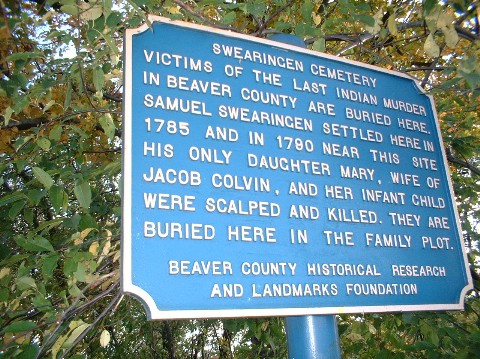 SWEARINGEN CEMETERY
VICTIMS OF THE LAST INDIAN MURDER
IN BEAVER COUNTY ARE BURIED HERE.
SAMUEL SWEARINGEN SETTLED HERE IN
1785 AND IN 1790 NEAR THIS SITE
HIS ONLY DAUGHTER MARY, WIFE OF
JACOB COLVIN, AND HER INFANT CHILD
WERE SCALPED AND KILLED. THEY ARE
BURIED HERE IN THE FAMILY PLOT.
BEAVER COUNTY HISTORICAL RESEARCH
AND LANDMARKS FOUNDATION